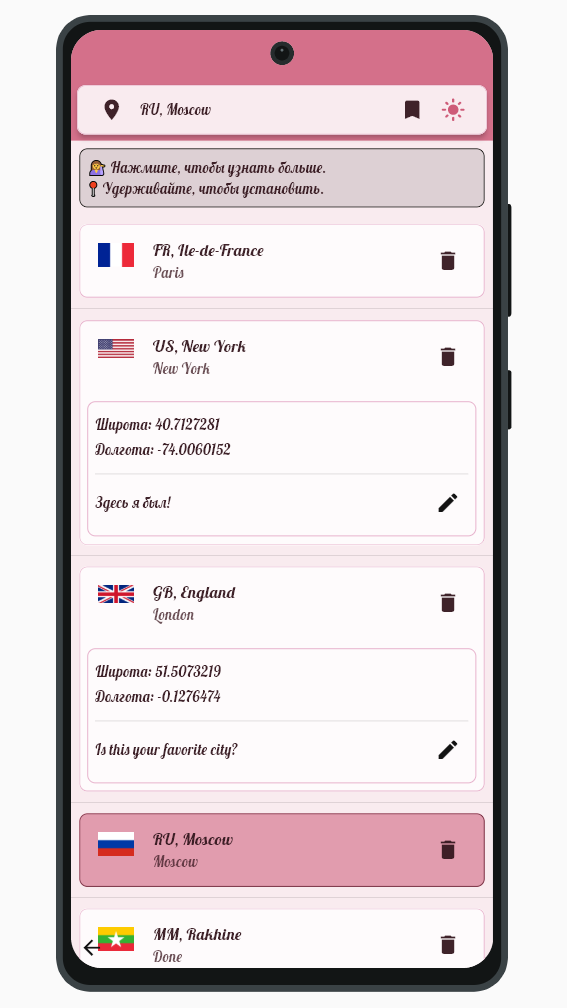 RU, Moscow
Нажмите, чтобы узнать больше.
Удерживайте, чтобы установить.
FR, Ile-de-France
Paris
US, New York
New York
Широта: 40.7127281
Долгота: -74.0060152
Здесь я был!
GB, England
London
Широта: 51.5073219
Долгота: -0.1276474
Is this your favorite city?
RU, Moscow
Moscow
MM, Rakhine
Done